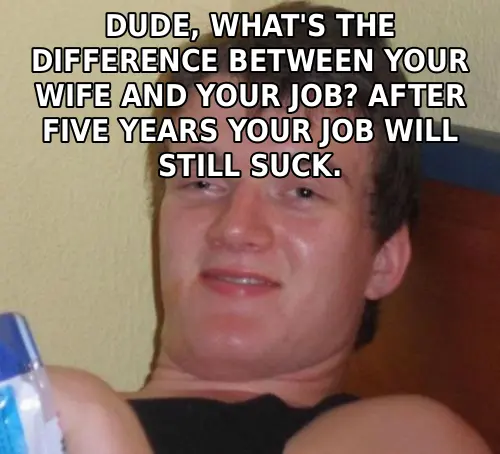 DUDE, WHAT'S THE
DIFFERENCE BETWEEN YOUR
WIFE AND YOUR JOB? AFTER
FIVE YEARS YOUR JOB WILL
STILL SUCK.